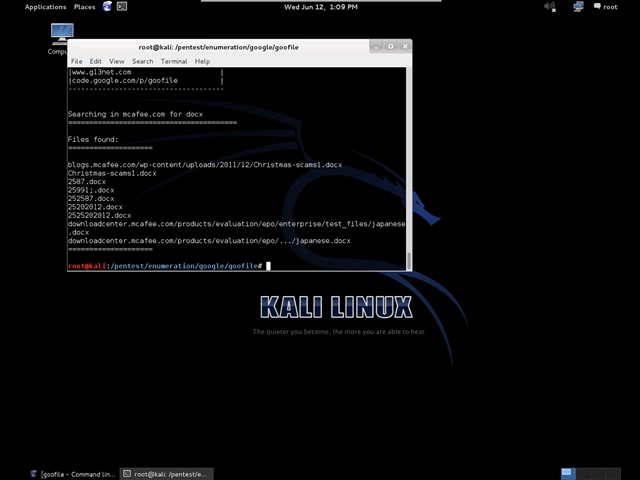 Applications Places
Wed Jun 12, 1:09 PM
root
root@kali: /pentest/enumeration/google/goofile
File Edit View Search Terminal Help
|www.g13net.com |
|code.google.com/p/goofile |
-------------------------------------
Searching in mcafee.com for docx
========================================
Files found:
====================
blogs.mcafee.com/wp-content/uploads/2011/12/Christmas-scams1.docx
Christmas-scams1.docx
2587.docx
25991;.docx
252587.docx
25202012.docx
2525202012.docx
downloadcenter.mcafee.com/products/evaluation/epo/enterprise/test_files/japanese
.docx
downloadcenter.mcafee.com/products/evaluation/epo/.../japanese.docx
====================
root@kali:/pentest/enumeration/google/goofile#
KALI LINUX
The quieter you become, the more you are able to hear.
[goofile - Command lin...
root@kali: /pentest/e...